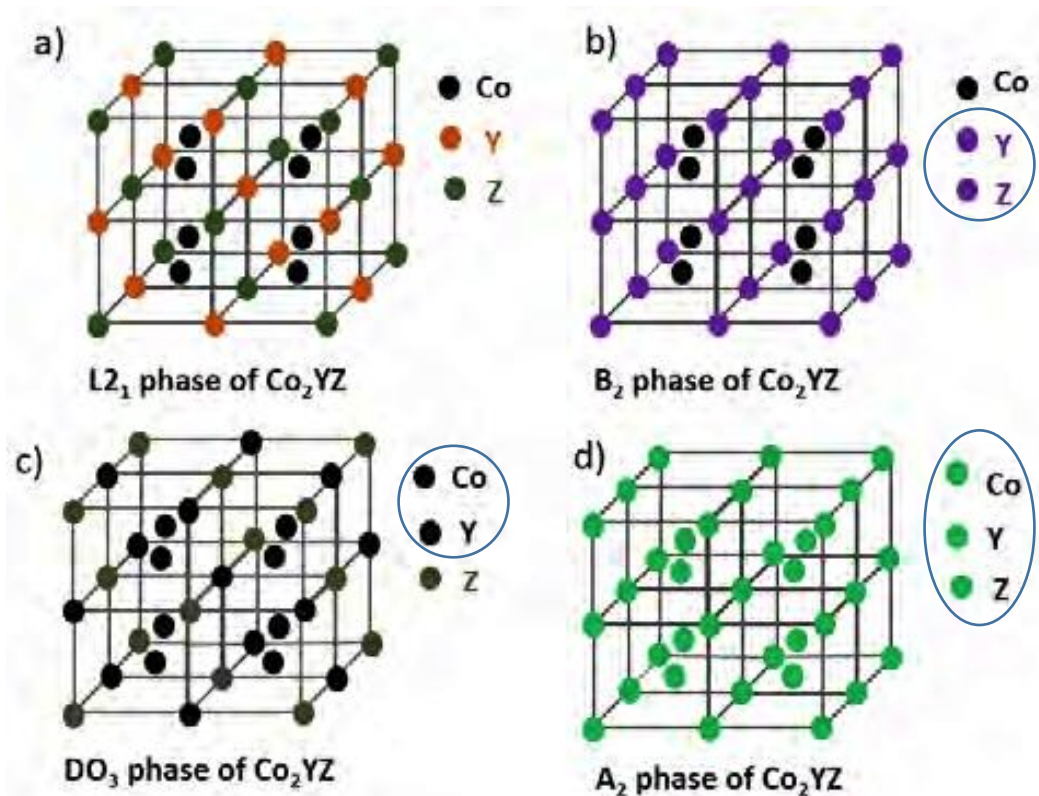 a)
Co
Y
Z
L2₁ phase of Co₂YZ
b)
Co
Y
Z
B₂ phase of Co₂YZ
c)
Co
Y
Z
DO₃ phase of Co₂YZ
d)
Co
Y
Z
A₂ phase of Co₂YZ